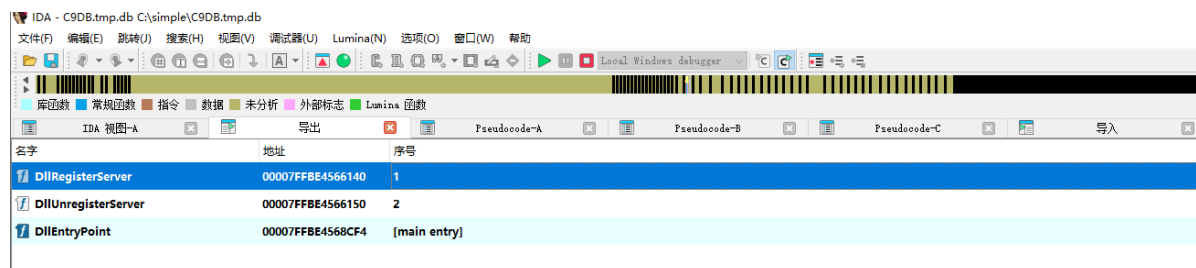 IDA - C9DB.tmp.db C:\simple\C9DB.tmp.db
文件(F) 编辑(E) 跳转(J) 搜索(H) 视图(V) 调试器(U) Lumina(N) 选项(O) 窗口(W) 帮助
Local Windows debugger
库函数 常规函数 指令 数据 未分析 外部标志 Lumina 函数
IDA 视图-A 导出 Pseudocode-A Pseudocode-B Pseudocode-C 导入
名字 地址 序号
DllRegisterServer 00007FFBE4566140 1
DllUnregisterServer 00007FFBE4566150 2
DllEntryPoint 00007FFBE4568CF4 [main entry]